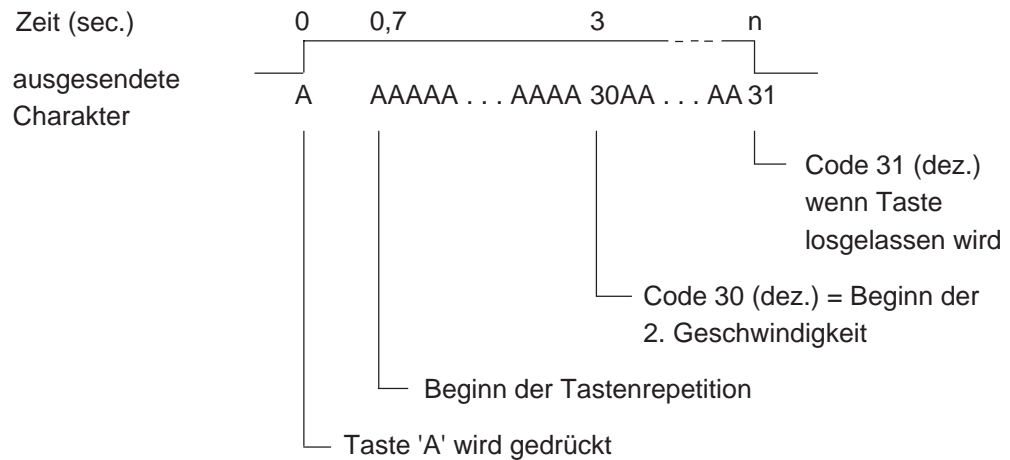 Zeit (sec.) 0 0,7 3 n
ausgesendete
Charakter
A AAAAA . . . AAAA 30AA . . . AA 31
Code 31 (dez.)
wenn Taste
losgelassen wird
Code 30 (dez.) = Beginn der
2. Geschwindigkeit
Beginn der Tastenrepetition
Taste 'A' wird gedrückt